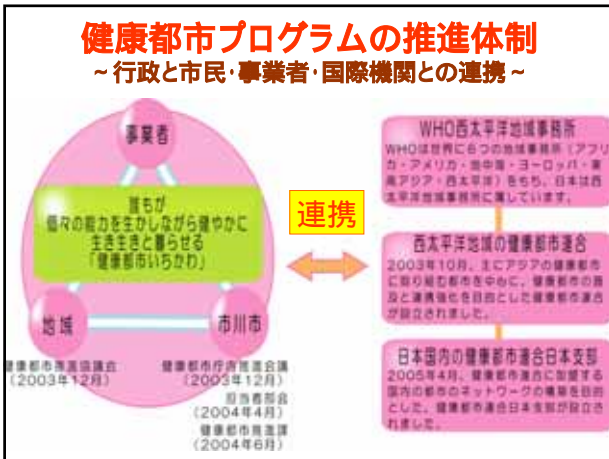 健康都市プログラムの推進体制
~行政と市民・事業者・国際機関との連携~
事業者
誰もが
個々の能力を生かしながら健やかに
生き生きと暮らせる
「健康都市いちかわ」
地域
市川市
健康都市推進協議会
(2003年12月)
健康都市庁内推進会議
(2003年12月)
担当者部会
(2004年4月)
健康都市推進課
(2004年6月)
連携
WHO西太平洋地域事務所
WHOは世界に6つの地域事務所(アフリ
カ・アメリカ・地中海・ヨーロッパ・東
南アジア・西太平洋)をもち、日本は西
太平洋地域事務所に属しています。
西太平洋地域の健康都市連合
2003年10月、主にアジアの健康都市
に取り組む都市を中心に、健康都市の普
及と連携強化を目的とした健康都市連合
が設立されました。
日本国内の健康都市連合日本支部
2005年4月、健康都市連合に加盟する
国内の都市のネットワークの構築を目的
とした、健康都市連合日本支部が設立さ
れました。